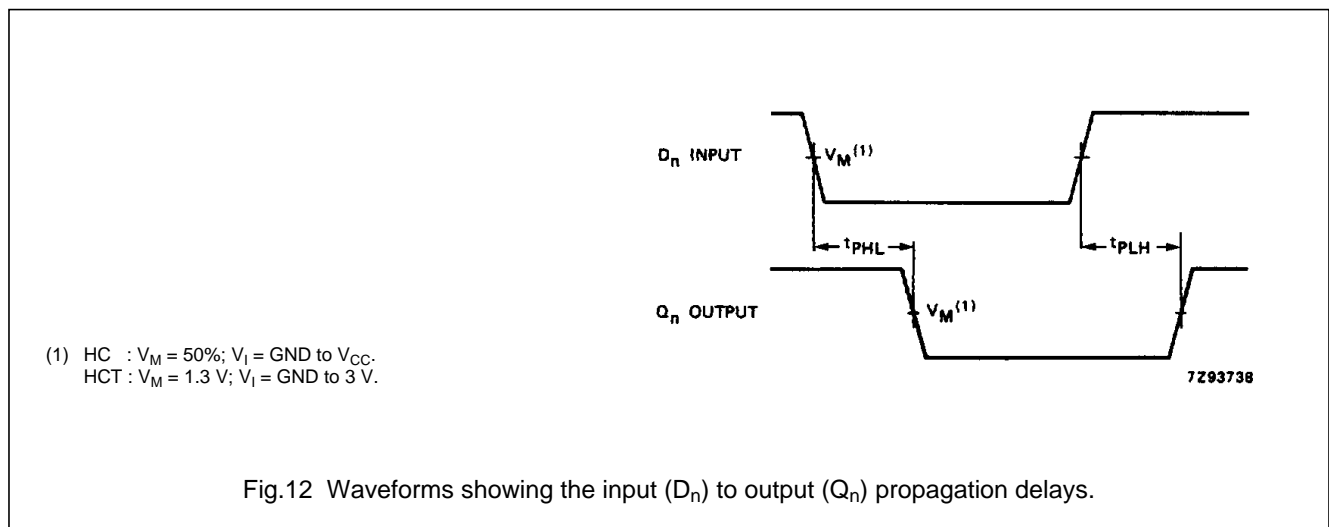 Dn INPUT
VM(1)
tPHL
tPLH
Qn OUTPUT
VM(1)
(1) HC : VM = 50%; VI = GND to VCC.
HCT : VM = 1.3 V; VI = GND to 3 V.
7Z93738
Fig.12 Waveforms showing the input (Dn) to output (Qn) propagation delays.